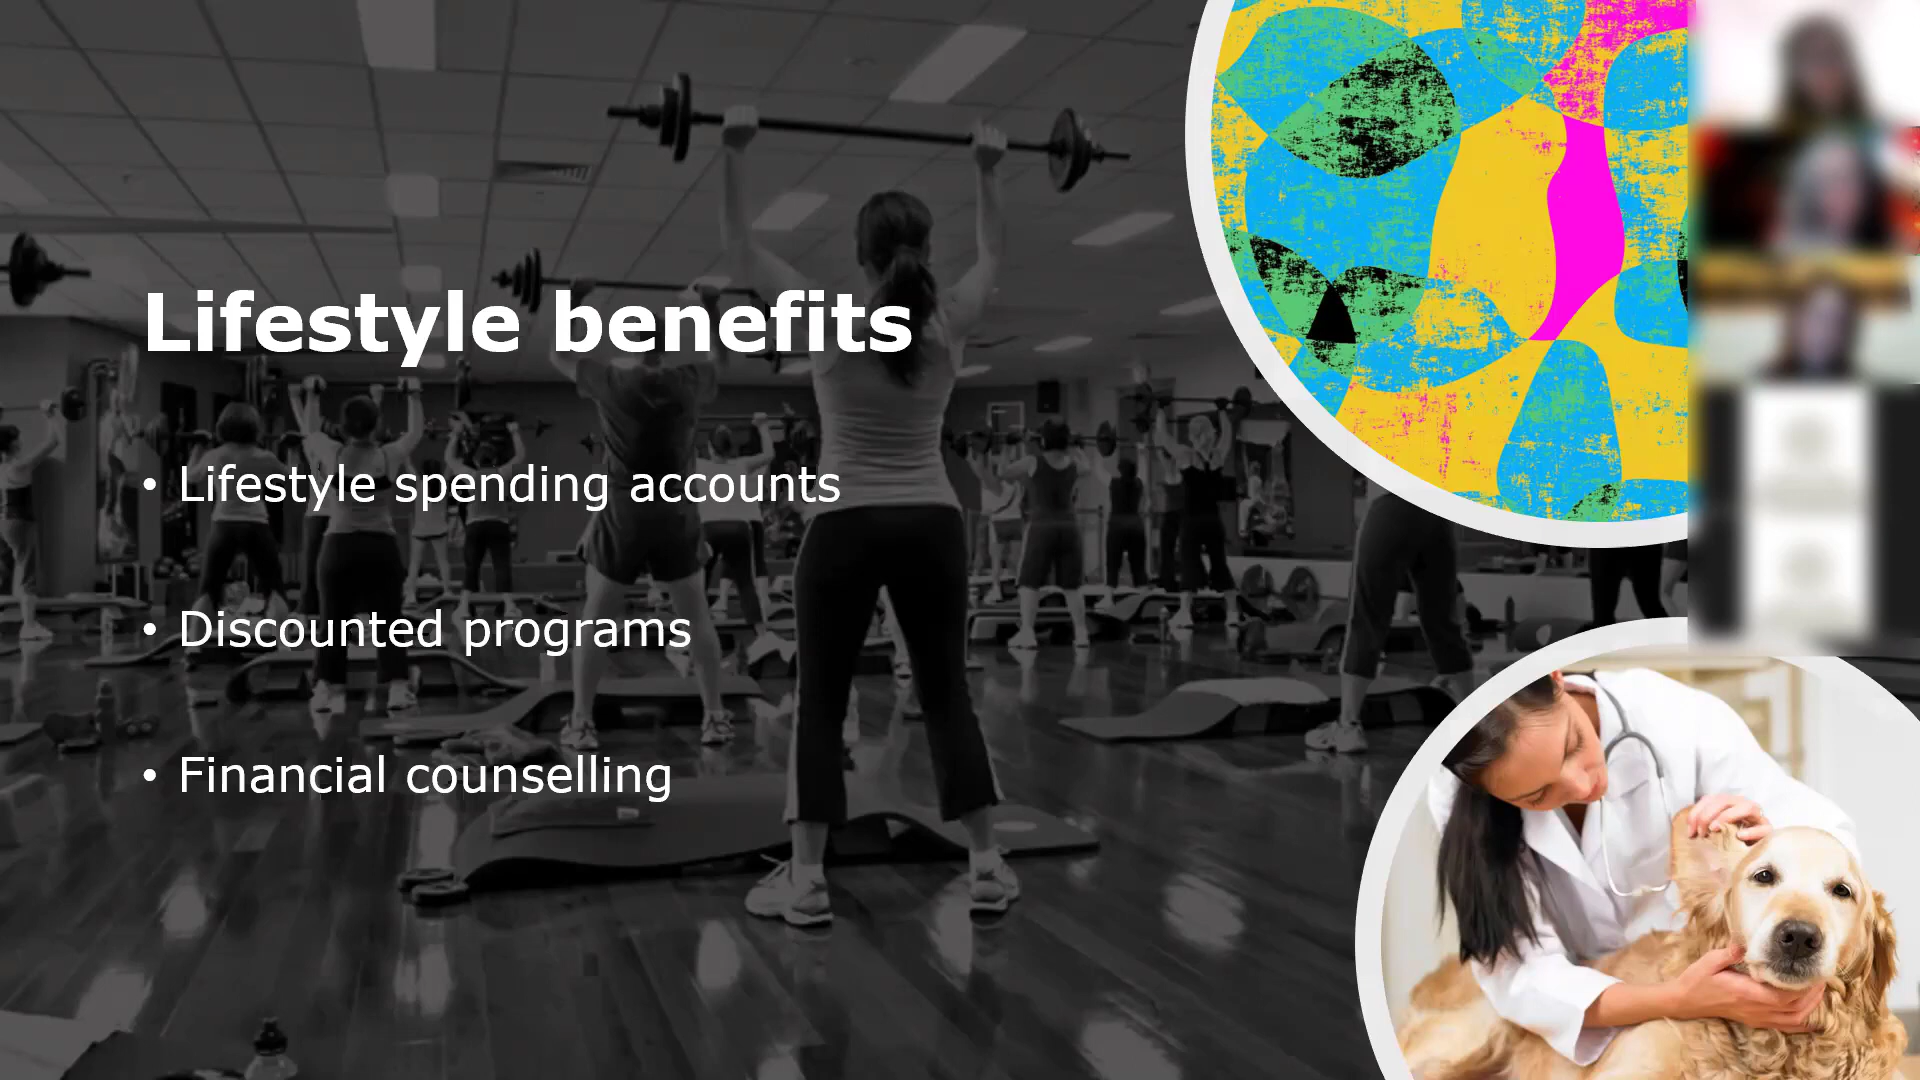 Lifestyle benefits
• Lifestyle spending accounts
• Discounted programs
• Financial counselling